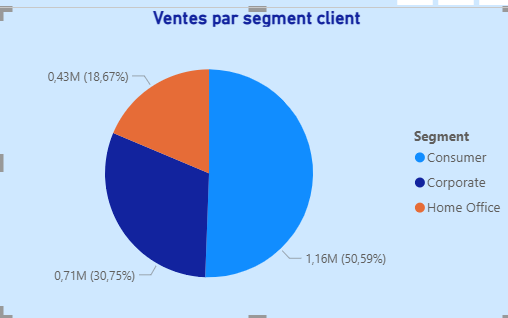 Ventes par segment client
0,43M (18,67%)
0,71M (30,75%)
1,16M (50,59%)
Segment
Consumer
Corporate
Home Office